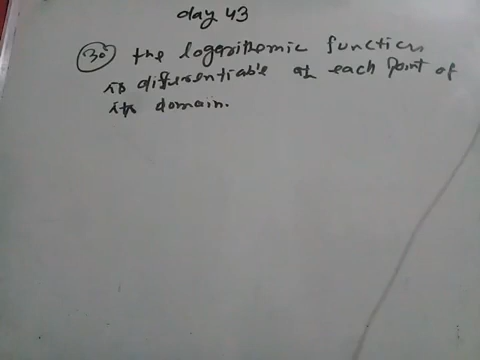 day 43
30 the logarithmic function
is differentiable at each point of
its domain.